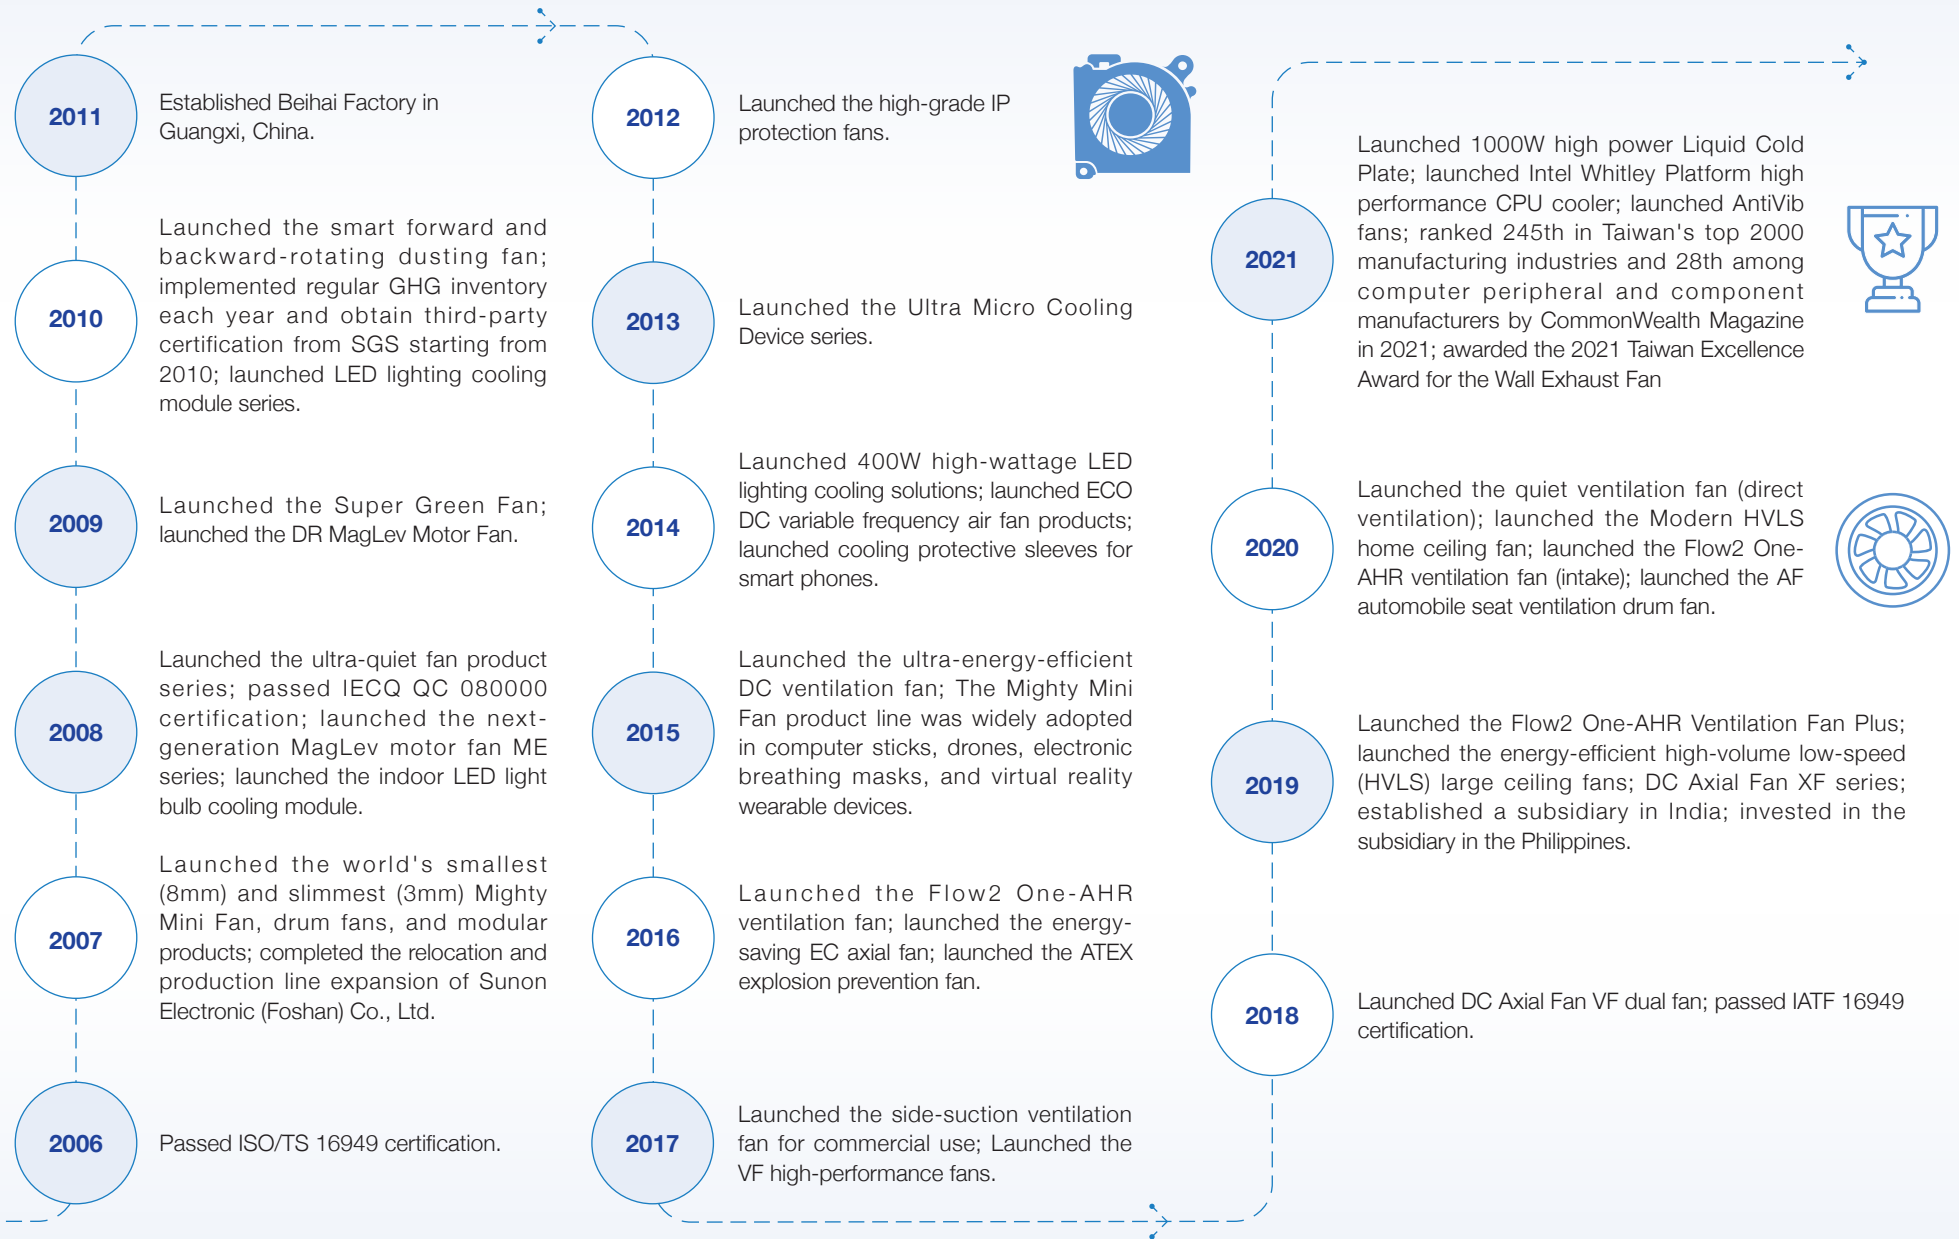 2011
Established Beihai Factory in
Guangxi, China.
2010
Launched the smart forward and
backward-rotating dusting fan;
implemented regular GHG inventory
each year and obtain third-party
certification from SGS starting from
2010; launched LED lighting cooling
module series.
2009
Launched the Super Green Fan;
launched the DR MagLev Motor Fan.
2008
Launched the ultra-quiet fan product
series; passed IECQ QC 080000
certification; launched the next-
generation MagLev motor fan ME
series; launched the indoor LED light
bulb cooling module.
2007
Launched the world's smallest
(8mm) and slimmest (3mm) Mighty
Mini Fan, drum fans, and modular
products; completed the relocation and
production line expansion of Sunon
Electronic (Foshan) Co., Ltd.
2006
Passed ISO/TS 16949 certification.
2012
Launched the high-grade IP
protection fans.
2013
Launched the Ultra Micro Cooling
Device series.
2014
Launched 400W high-wattage LED
lighting cooling solutions; launched ECO
DC variable frequency air fan products;
launched cooling protective sleeves for
smart phones.
2015
Launched the ultra-energy-efficient
DC ventilation fan; The Mighty Mini
Fan product line was widely adopted
in computer sticks, drones, electronic
breathing masks, and virtual reality
wearable devices.
2016
Launched the Flow2 One-AHR
ventilation fan; launched the energy-
saving EC axial fan; launched the ATEX
explosion prevention fan.
2017
Launched the side-suction ventilation
fan for commercial use; Launched the
VF high-performance fans.
2021
Launched 1000W high power Liquid Cold
Plate; launched Intel Whitley Platform high
performance CPU cooler; launched AntiVib
fans; ranked 245th in Taiwan's top 2000
manufacturing industries and 28th among
computer peripheral and component
manufacturers by CommonWealth Magazine
in 2021; awarded the 2021 Taiwan Excellence
Award for the Wall Exhaust Fan
2020
Launched the quiet ventilation fan (direct
ventilation); launched the Modern HVLS
home ceiling fan; launched the Flow2 One-
AHR ventilation fan (intake); launched the AF
automobile seat ventilation drum fan.
2019
Launched the Flow2 One-AHR Ventilation Fan Plus;
launched the energy-efficient high-volume low-speed
(HVLS) large ceiling fans; DC Axial Fan XF series;
established a subsidiary in India; invested in the
subsidiary in the Philippines.
2018
Launched DC Axial Fan VF dual fan; passed IATF 16949
certification.